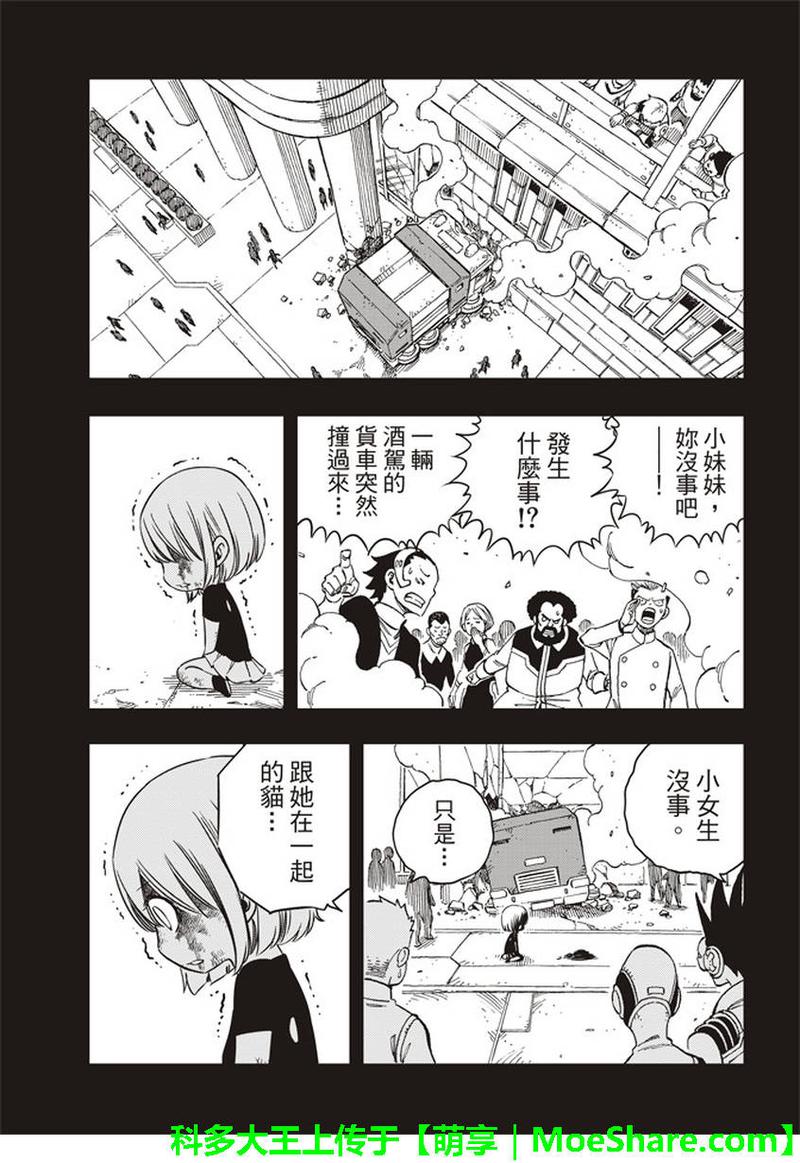 小妹妹，
妳沒事吧
——！
發生
什麼事!?
一輛
酒駕的
貨車突然
撞過來…
小女生
沒事。
只是…
跟她在一起
的貓…
科多大王上传于【萌享｜MoeShare.com】